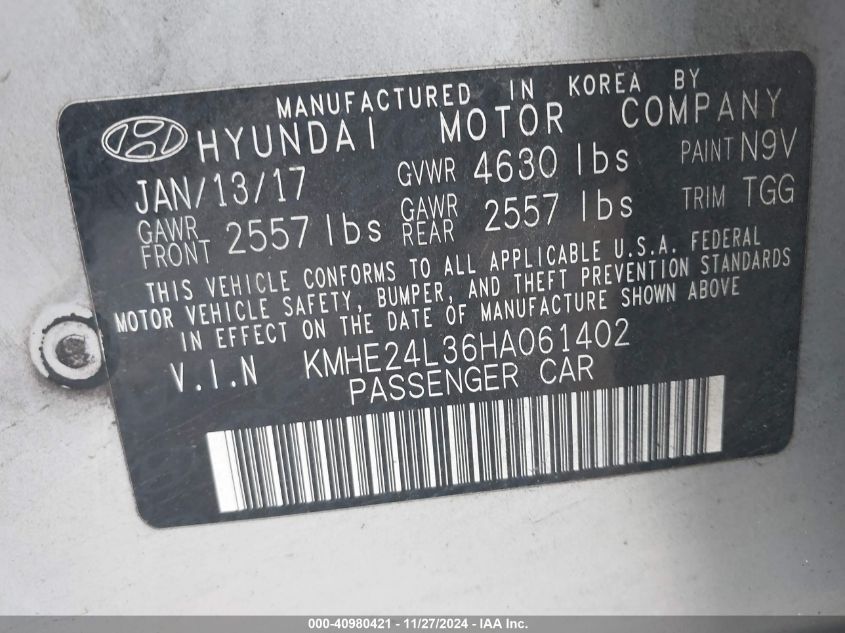 MANUFACTURED IN KOREA BY
HYUNDAI MOTOR COMPANY
JAN/13/17 GVWR 4630 lbs PAINT N9V
GAWR FRONT 2557 lbs GAWR REAR 2557 lbs TRIM TGG
THIS VEHICLE CONFORMS TO ALL APPLICABLE U.S.A. FEDERAL
MOTOR VEHICLE SAFETY, BUMPER, AND THEFT PREVENTION STANDARDS
IN EFFECT ON THE DATE OF MANUFACTURE SHOWN ABOVE
V.I.N KMHE24L36HA061402
PASSENGER CAR
000-40980421 - 11/27/2024 - IAA Inc.